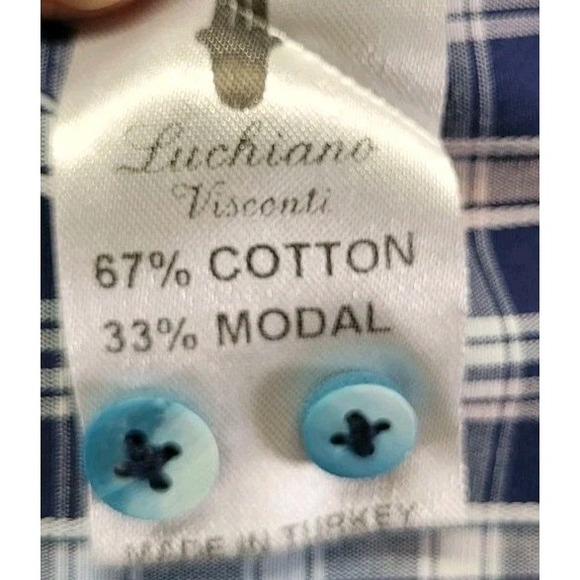 Luchiano
Visconti
67% COTTON
33% MODAL
MADE IN TURKEY